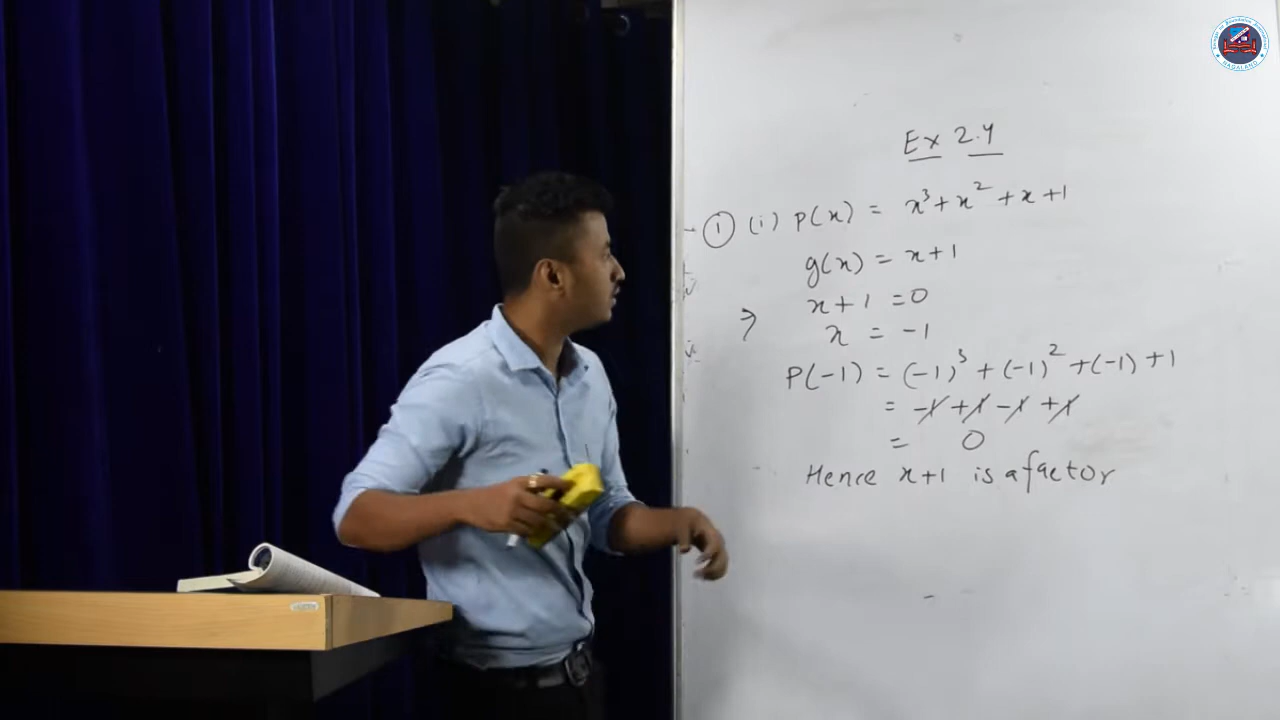 Ex 2.4
① (i) P(x) = x³ + x² + x + 1
g(x) = x + 1
⇒ x + 1 = 0
x = -1
P(-1) = (-1)³ + (-1)² + (-1) + 1
= -1 + 1 - 1 + 1
= 0
Hence x+1 is a factor
NAGALAND